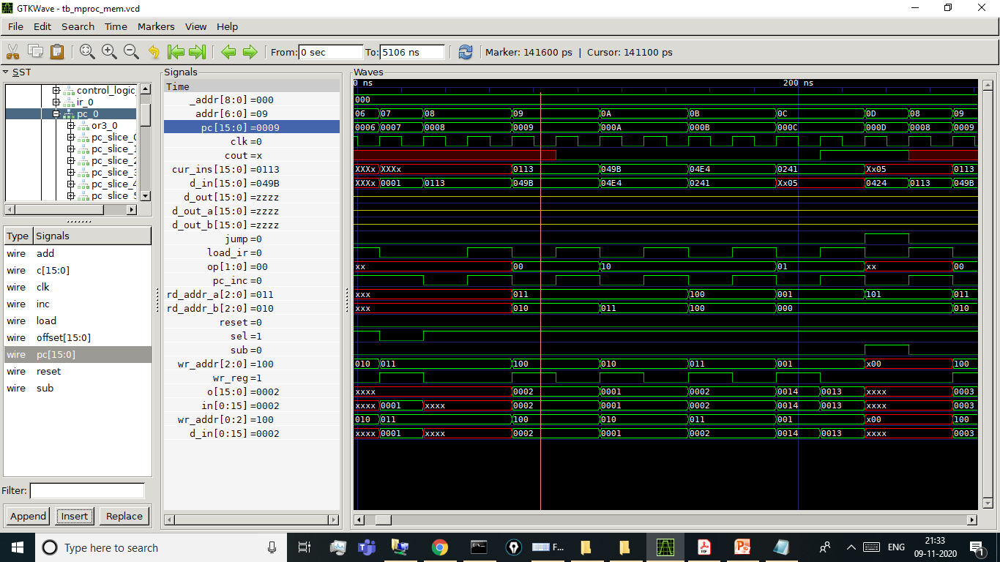 GTKWave - tb_mproc_mem.vcd
File Edit Search Time Markers View Help
From: 0 sec To: 5106 ns Marker: 141600 ps | Cursor: 141100 ps
SST
control_logic
ir_0
pc_0
or3_0
pc_slice_0
pc_slice_1
pc_slice_2
pc_slice_3
pc_slice_4
pc_slice_5
Type Signals
wire add
wire c[15:0]
wire clk
wire inc
wire load
wire offset[15:0]
wire pc[15:0]
wire reset
wire sub
Filter:
Append Insert Replace
Signals
Time
_addr[8:0] =000
addr[6:0] =09
pc[15:0] =0009
clk =0
cout =x
cur_ins[15:0] =0113
d_in[15:0] =049B
d_out[15:0] =zzzz
d_out_a[15:0] =zzzz
d_out_b[15:0] =zzzz
jump =0
load_ir =0
op[1:0] =00
pc_inc =0
rd_addr_a[2:0] =011
rd_addr_b[2:0] =010
reset =0
sel =1
sub =0
wr_addr[2:0] =100
wr_reg =1
o[15:0] =0002
in[0:15] =0002
wr_addr[0:2] =100
d_in[0:15] =0002
Waves
0 ns 200 ns
000
06 07 08 09 0A 0B 0C 0D 08 09
0006 0007 0008 0009 000A 000B 000C 000D 0008 0009
XXXx XXXx 0113 049B 04E4 0241 Xx05 0113
XXXx 0001 0113 049B 04E4 0241 Xx05 0424 0113 049B
xx 00 10 01 xx 00
xxx 011 100 001 101 011
xxx 010 011 100 000 010
010 011 100 010 011 001 x00 100
xxxx 0002 0001 0002 0014 0013 xxxx 0003
xxxx 0001 xxxx 0002 0001 0002 0014 0013 xxxx 0003
010 011 100 010 011 001 x00 100
xxxx 0001 xxxx 0002 0001 0002 0014 0013 xxxx 0003
Type here to search
F...
ENG
21:33
09-11-2020
1